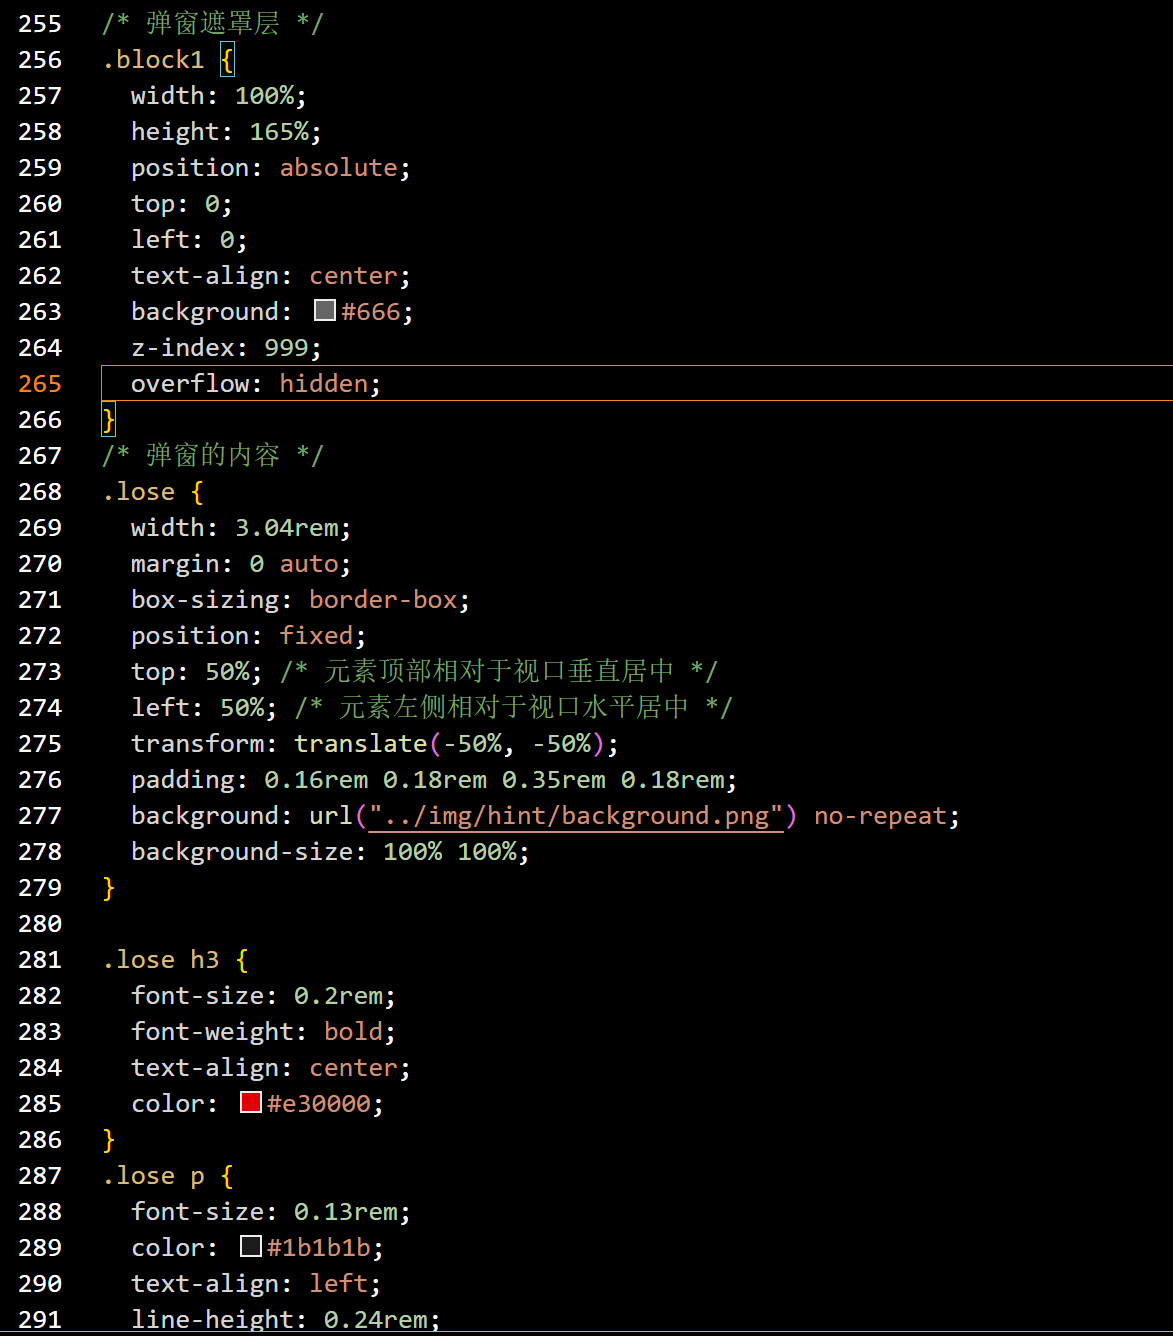 255 /* 弹窗遮罩层 */
256 .block1 {
257 width: 100%;
258 height: 165%;
259 position: absolute;
260 top: 0;
261 left: 0;
262 text-align: center;
263 background: #666;
264 z-index: 999;
265 overflow: hidden;
266 }
267 /* 弹窗的内容 */
268 .lose {
269 width: 3.04rem;
270 margin: 0 auto;
271 box-sizing: border-box;
272 position: fixed;
273 top: 50%; /* 元素顶部相对于视口垂直居中 */
274 left: 50%; /* 元素左侧相对于视口水平居中 */
275 transform: translate(-50%, -50%);
276 padding: 0.16rem 0.18rem 0.35rem 0.18rem;
277 background: url("../img/hint/background.png") no-repeat;
278 background-size: 100% 100%;
279 }
280
281 .lose h3 {
282 font-size: 0.2rem;
283 font-weight: bold;
284 text-align: center;
285 color: #e30000;
286 }
287 .lose p {
288 font-size: 0.13rem;
289 color: #1b1b1b;
290 text-align: left;
291 line-height: 0.24rem;